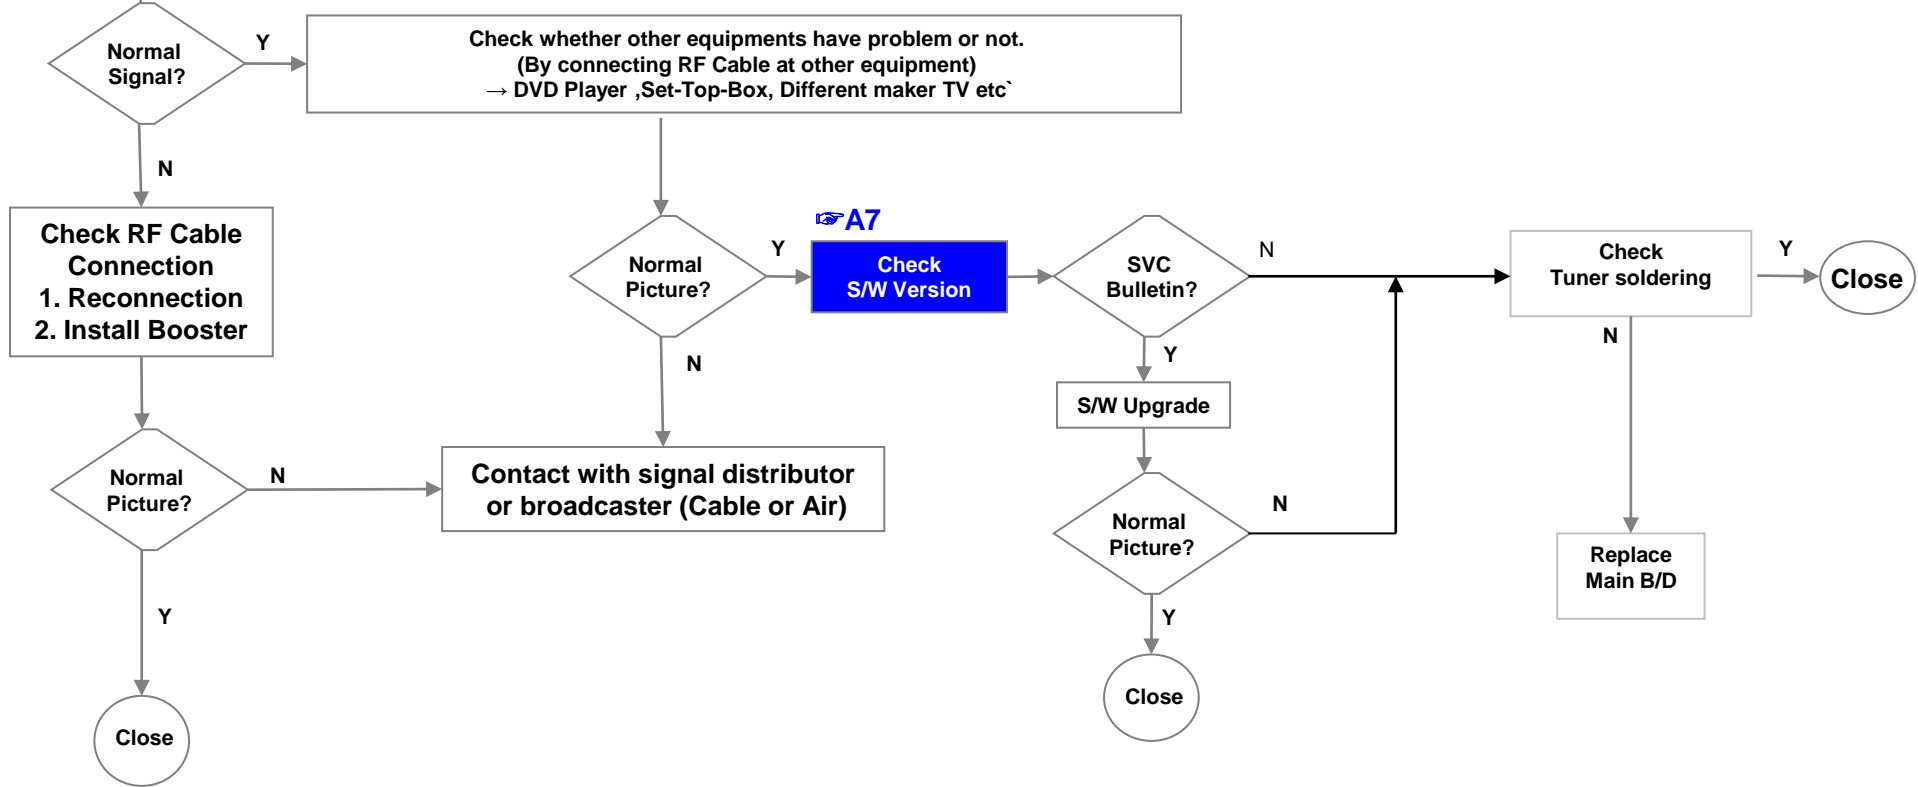 Normal
Signal?
Y
Check whether other equipments have problem or not.
(By connecting RF Cable at other equipment)
→ DVD Player ,Set-Top-Box, Different maker TV etc`
N
Check RF Cable
Connection
1. Reconnection
2. Install Booster
Normal
Picture?
Y
☞A7
Check
S/W Version
SVC
Bulletin?
N
Check
Tuner soldering
Y
Close
N
Y
N
S/W Upgrade
Normal
Picture?
N
Contact with signal distributor
or broadcaster (Cable or Air)
Normal
Picture?
N
Replace
Main B/D
Y
Y
Close
Close